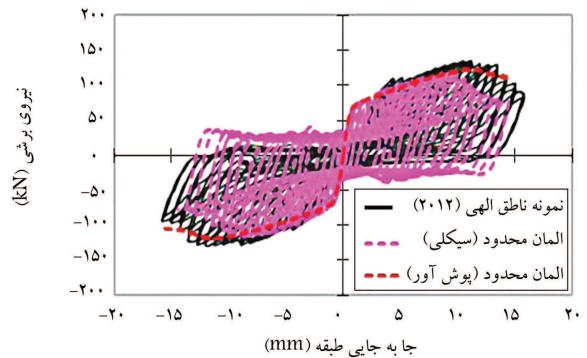 ۲۰۰
۱۵۰
۱۰۰
۵۰
۰
−۵۰
−۱۰۰
−۱۵۰
−۲۰۰
نیروی برشی (kN)
نمونه ناطق الهی (۲۰۱۲)
المان محدود (سیکلی)
المان محدود (پوش آور)
−۲۰ −۱۵ −۱۰ −۵ ۰ ۵ ۱۰ ۱۵ ۲۰
جا به جایی طبقه (mm)